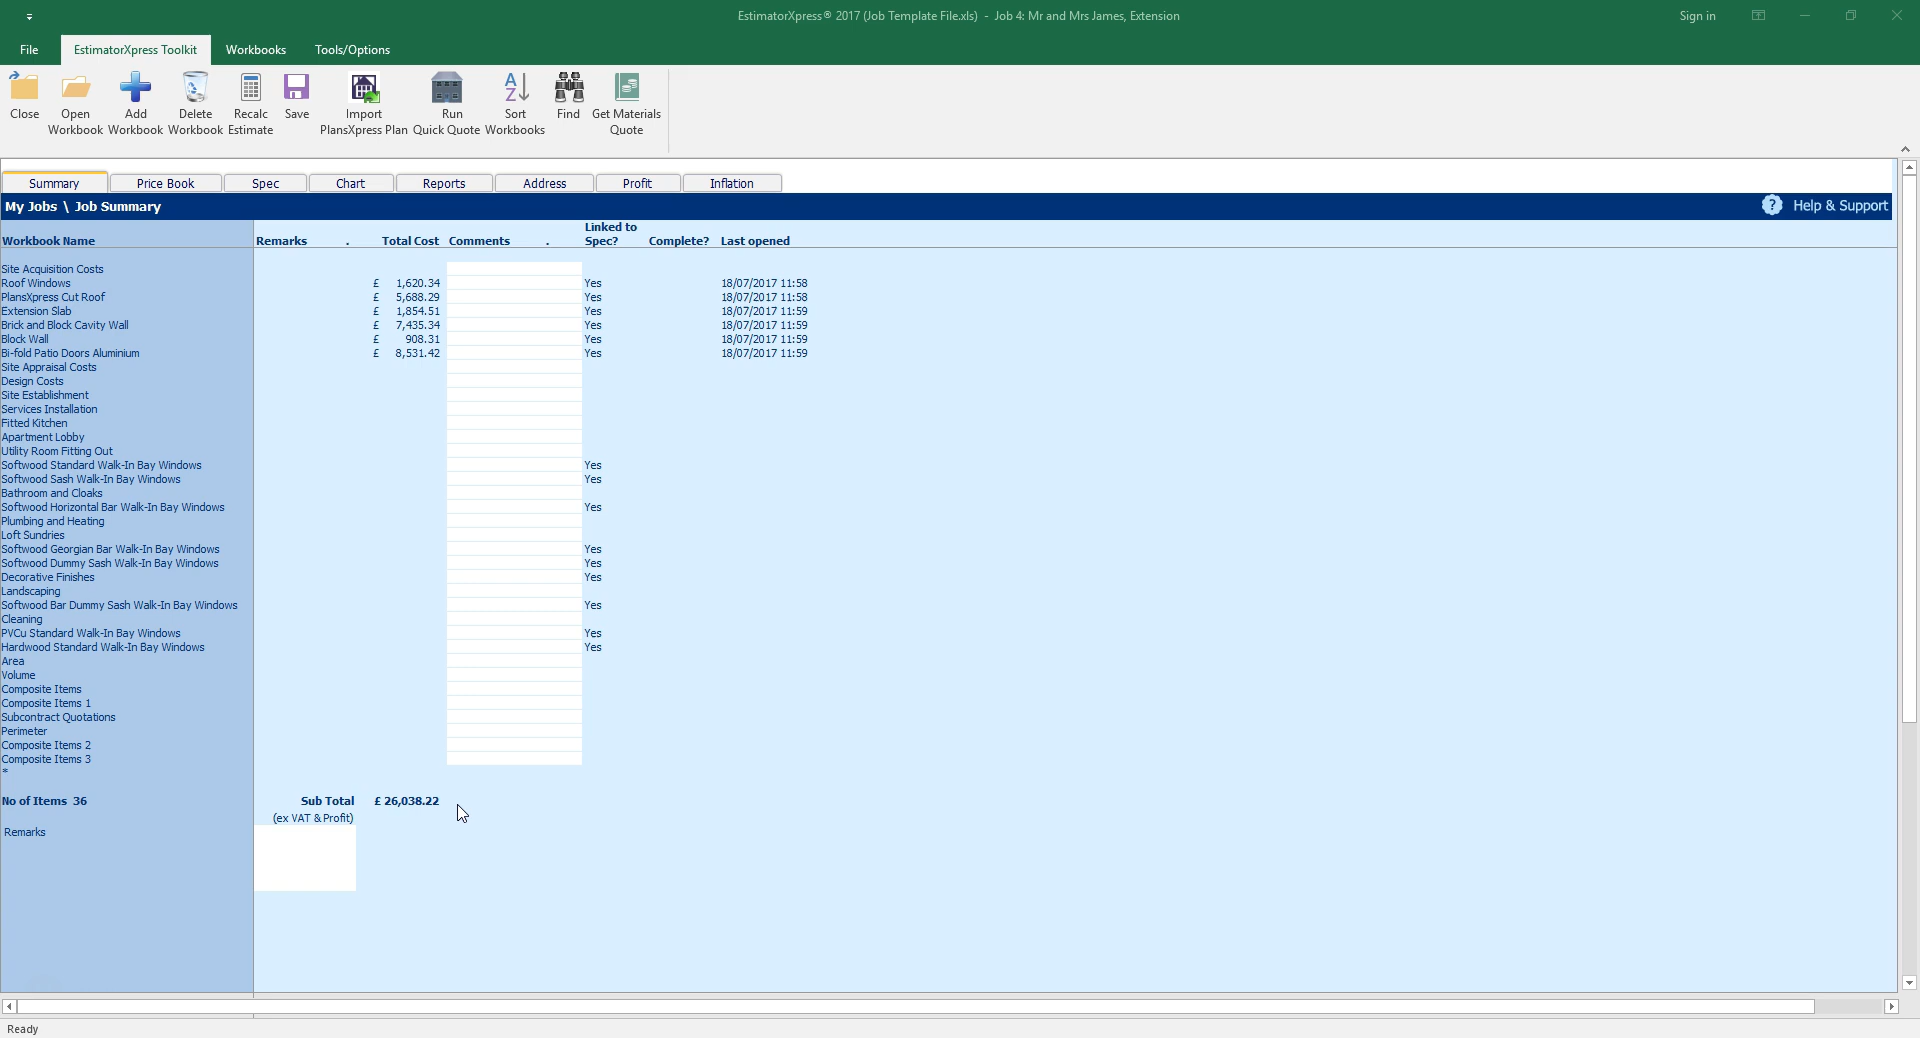 EstimatorXpress® 2017 (Job Template File.xls)  -  Job 4: Mr and Mrs James, Extension
Sign in
File
EstimatorXpress Toolkit
Workbooks
Tools/Options
Close
Open Workbook
Add Workbook
Delete Workbook
Recalc Estimate
Save
Import PlansXpress Plan
Run Quick Quote
Sort Workbooks
Find
Get Materials Quote
Summary
Price Book
Spec
Chart
Reports
Address
Profit
Inflation
My Jobs \ Job Summary
? Help & Support
Workbook Name Remarks . Total Cost Comments . Linked to Spec? Complete? Last opened
Site Acquisition Costs
Roof Windows £ 1,620.34 Yes 18/07/2017 11:58
PlansXpress Cut Roof £ 5,688.29 Yes 18/07/2017 11:58
Extension Slab £ 1,854.51 Yes 18/07/2017 11:59
Brick and Block Cavity Wall £ 7,435.34 Yes 18/07/2017 11:59
Block Wall £ 908.31 Yes 18/07/2017 11:59
Bi-fold Patio Doors Aluminium £ 8,531.42 Yes 18/07/2017 11:59
Site Appraisal Costs
Design Costs
Site Establishment
Services Installation
Fitted Kitchen
Apartment Lobby
Utility Room Fitting Out
Softwood Standard Walk-In Bay Windows Yes
Softwood Sash Walk-In Bay Windows Yes
Bathroom and Cloaks
Softwood Horizontal Bar Walk-In Bay Windows Yes
Plumbing and Heating
Loft Sundries
Softwood Georgian Bar Walk-In Bay Windows Yes
Softwood Dummy Sash Walk-In Bay Windows Yes
Decorative Finishes Yes
Landscaping
Softwood Bar Dummy Sash Walk-In Bay Windows Yes
Cleaning
PVCu Standard Walk-In Bay Windows Yes
Hardwood Standard Walk-In Bay Windows Yes
Area
Volume
Composite Items
Composite Items 1
Subcontract Quotations
Perimeter
Composite Items 2
Composite Items 3
*
No of Items 36 Sub Total £ 26,038.22
(ex VAT & Profit)
Remarks
Ready